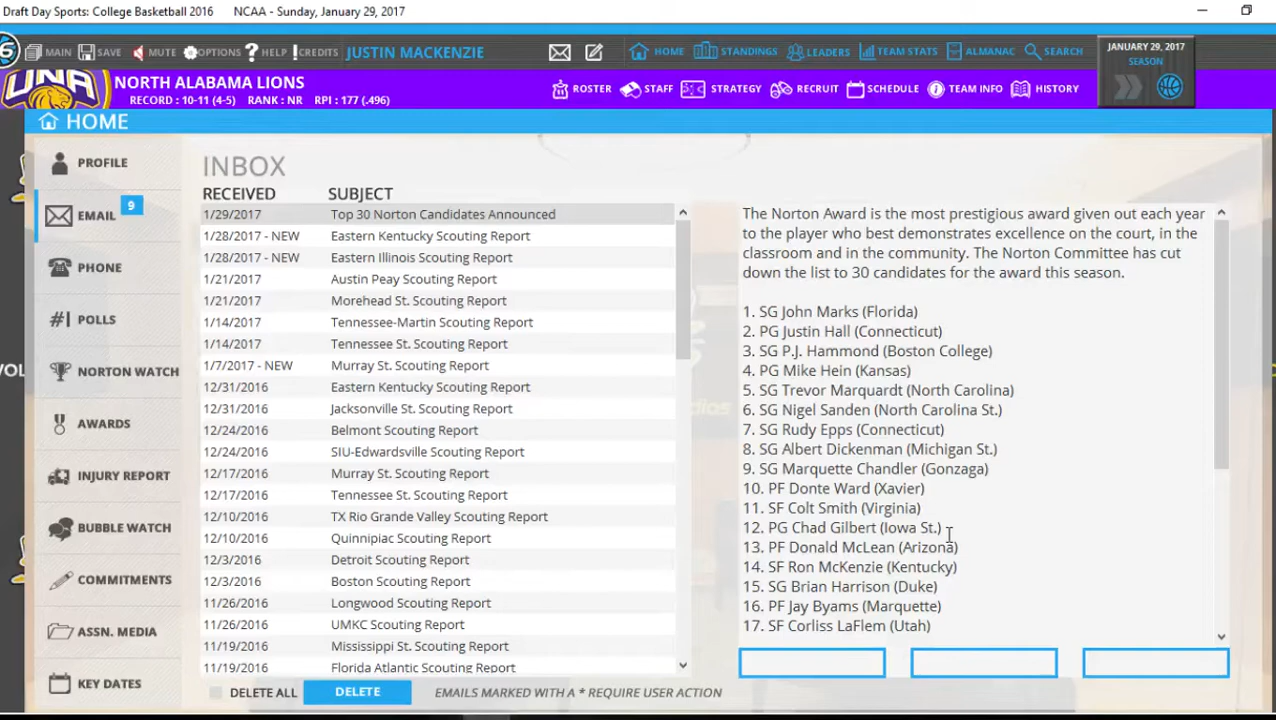 Draft Day Sports: College Basketball 2016 NCAA - Sunday, January 29, 2017
MAIN SAVE MUTE OPTIONS HELP CREDITS JUSTIN MACKENZIE HOME STANDINGS LEADERS TEAM STATS ALMANAC SEARCH
JANUARY 29, 2017
SEASON
UNA
NORTH ALABAMA LIONS
RECORD : 10-11 (4-5) RANK : NR RPI : 177 (.496)
ROSTER STAFF STRATEGY RECRUIT SCHEDULE TEAM INFO HISTORY
HOME
PROFILE
EMAIL 9
PHONE
#1 POLLS
NORTON WATCH
AWARDS
INJURY REPORT
BUBBLE WATCH
COMMITMENTS
ASSN. MEDIA
KEY DATES
INBOX
RECEIVED SUBJECT
1/29/2017 Top 30 Norton Candidates Announced
1/28/2017 - NEW Eastern Kentucky Scouting Report
1/28/2017 - NEW Eastern Illinois Scouting Report
1/21/2017 Austin Peay Scouting Report
1/21/2017 Morehead St. Scouting Report
1/14/2017 Tennessee-Martin Scouting Report
1/14/2017 Tennessee St. Scouting Report
1/7/2017 - NEW Murray St. Scouting Report
12/31/2016 Eastern Kentucky Scouting Report
12/31/2016 Jacksonville St. Scouting Report
12/24/2016 Belmont Scouting Report
12/24/2016 SIU-Edwardsville Scouting Report
12/17/2016 Murray St. Scouting Report
12/17/2016 Tennessee St. Scouting Report
12/10/2016 TX Rio Grande Valley Scouting Report
12/10/2016 Quinnipiac Scouting Report
12/3/2016 Detroit Scouting Report
12/3/2016 Boston Scouting Report
11/26/2016 Longwood Scouting Report
11/26/2016 UMKC Scouting Report
11/19/2016 Mississippi St. Scouting Report
11/19/2016 Florida Atlantic Scouting Report
DELETE ALL DELETE EMAILS MARKED WITH A * REQUIRE USER ACTION
The Norton Award is the most prestigious award given out each year
to the player who best demonstrates excellence on the court, in the
classroom and in the community. The Norton Committee has cut
down the list to 30 candidates for the award this season.
1. SG John Marks (Florida)
2. PG Justin Hall (Connecticut)
3. SG P.J. Hammond (Boston College)
4. PG Mike Hein (Kansas)
5. SG Trevor Marquardt (North Carolina)
6. SG Nigel Sanden (North Carolina St.)
7. SG Rudy Epps (Connecticut)
8. SG Albert Dickenman (Michigan St.)
9. SG Marquette Chandler (Gonzaga)
10. PF Donte Ward (Xavier)
11. SF Colt Smith (Virginia)
12. PG Chad Gilbert (Iowa St.)
13. PF Donald McLean (Arizona)
14. SF Ron McKenzie (Kentucky)
15. SG Brian Harrison (Duke)
16. PF Jay Byams (Marquette)
17. SF Corliss LaFlem (Utah)